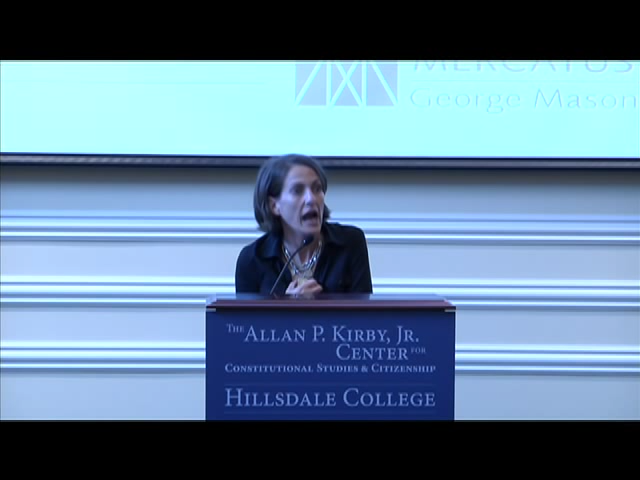 MERCATUS
George Mason
THE ALLAN P. KIRBY, JR.
CENTER FOR
CONSTITUTIONAL STUDIES & CITIZENSHIP
HILLSDALE COLLEGE